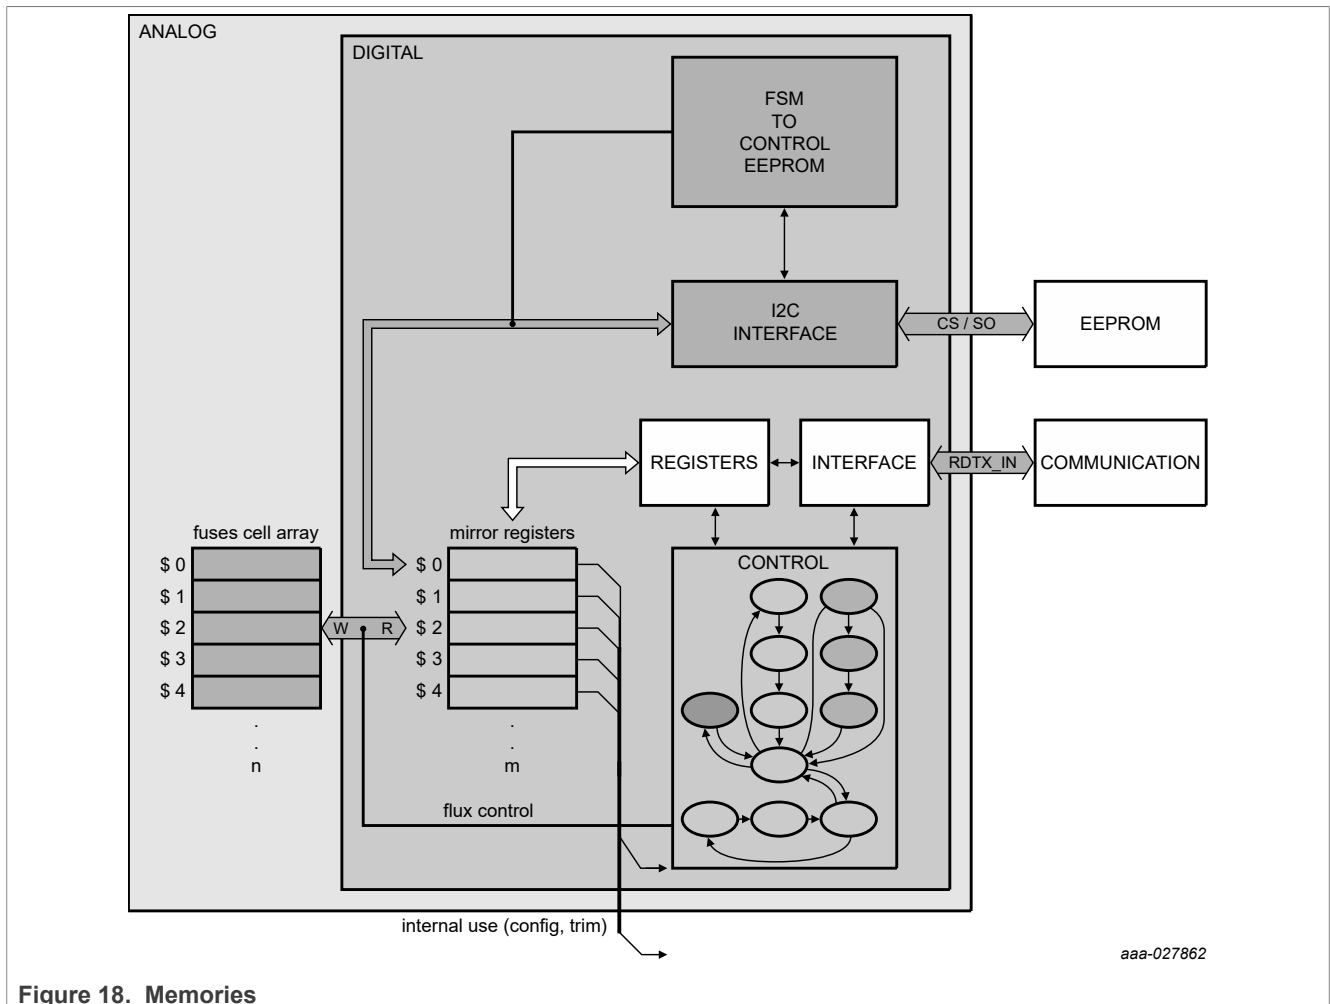 ANALOG
DIGITAL
FSM
TO
CONTROL
EEPROM
I2C
INTERFACE
CS / SO
EEPROM
REGISTERS
INTERFACE
RDTX_IN
COMMUNICATION
fuses cell array
mirror registers
CONTROL
$ 0
$ 1
$ 2
$ 3
$ 4
.
.
n
W
R
$ 0
$ 1
$ 2
$ 3
$ 4
.
.
m
flux control
internal use (config, trim)
aaa-027862
Figure 18. Memories